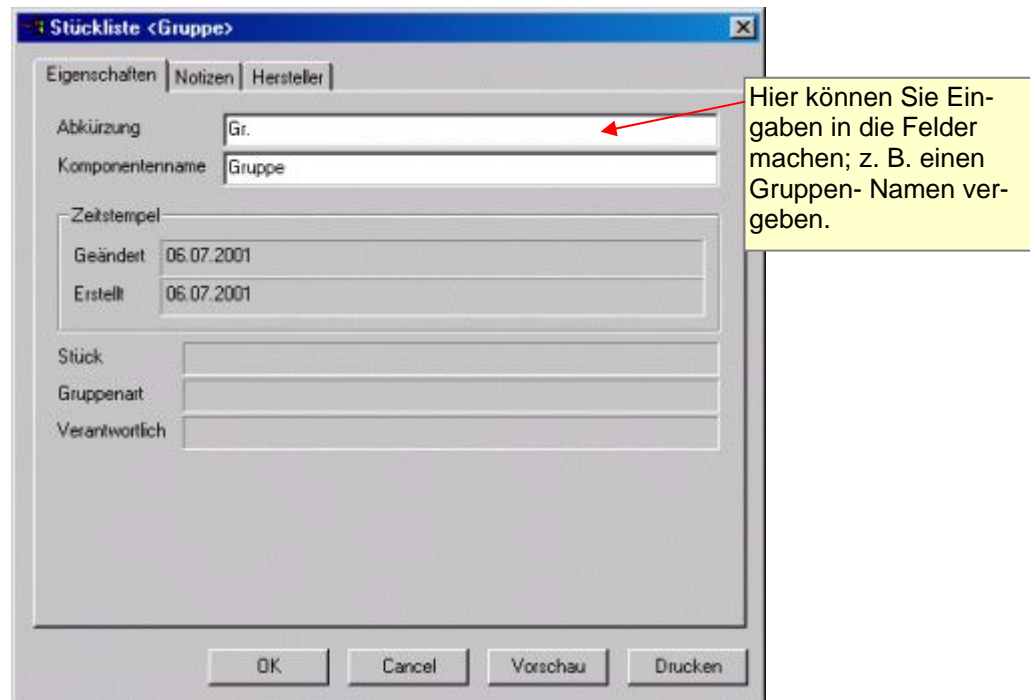 Stückliste <Gruppe>
Eigenschaften Notizen Hersteller
Abkürzung Gr.
Komponentenname Gruppe
Zeitstempel
Geändert 06.07.2001
Erstellt 06.07.2001
Stück
Gruppenart
Verantwortlich
OK Cancel Vorschau Drucken
Hier können Sie Ein-
gaben in die Felder
machen; z. B. einen
Gruppen- Namen ver-
geben.